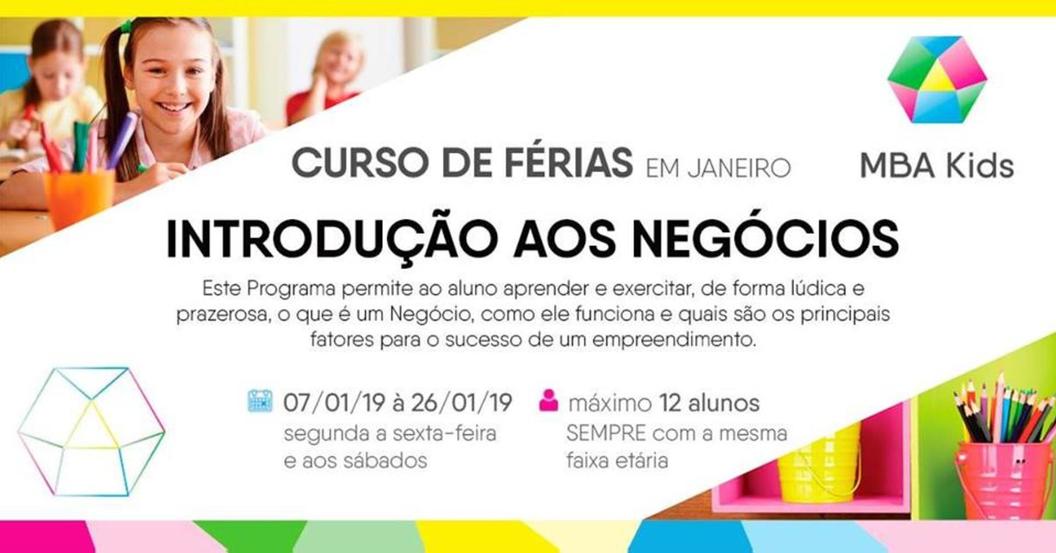 CURSO DE FÉRIAS EM JANEIRO
MBA Kids
INTRODUÇÃO AOS NEGÓCIOS
Este Programa permite ao aluno aprender e exercitar, de forma lúdica e
prazerosa, o que é um Negócio, como ele funciona e quais são os principais
fatores para o sucesso de um empreendimento.
07/01/19 à 26/01/19
segunda a sexta-feira
e aos sábados
máximo 12 alunos
SEMPRE com a mesma
faixa etária